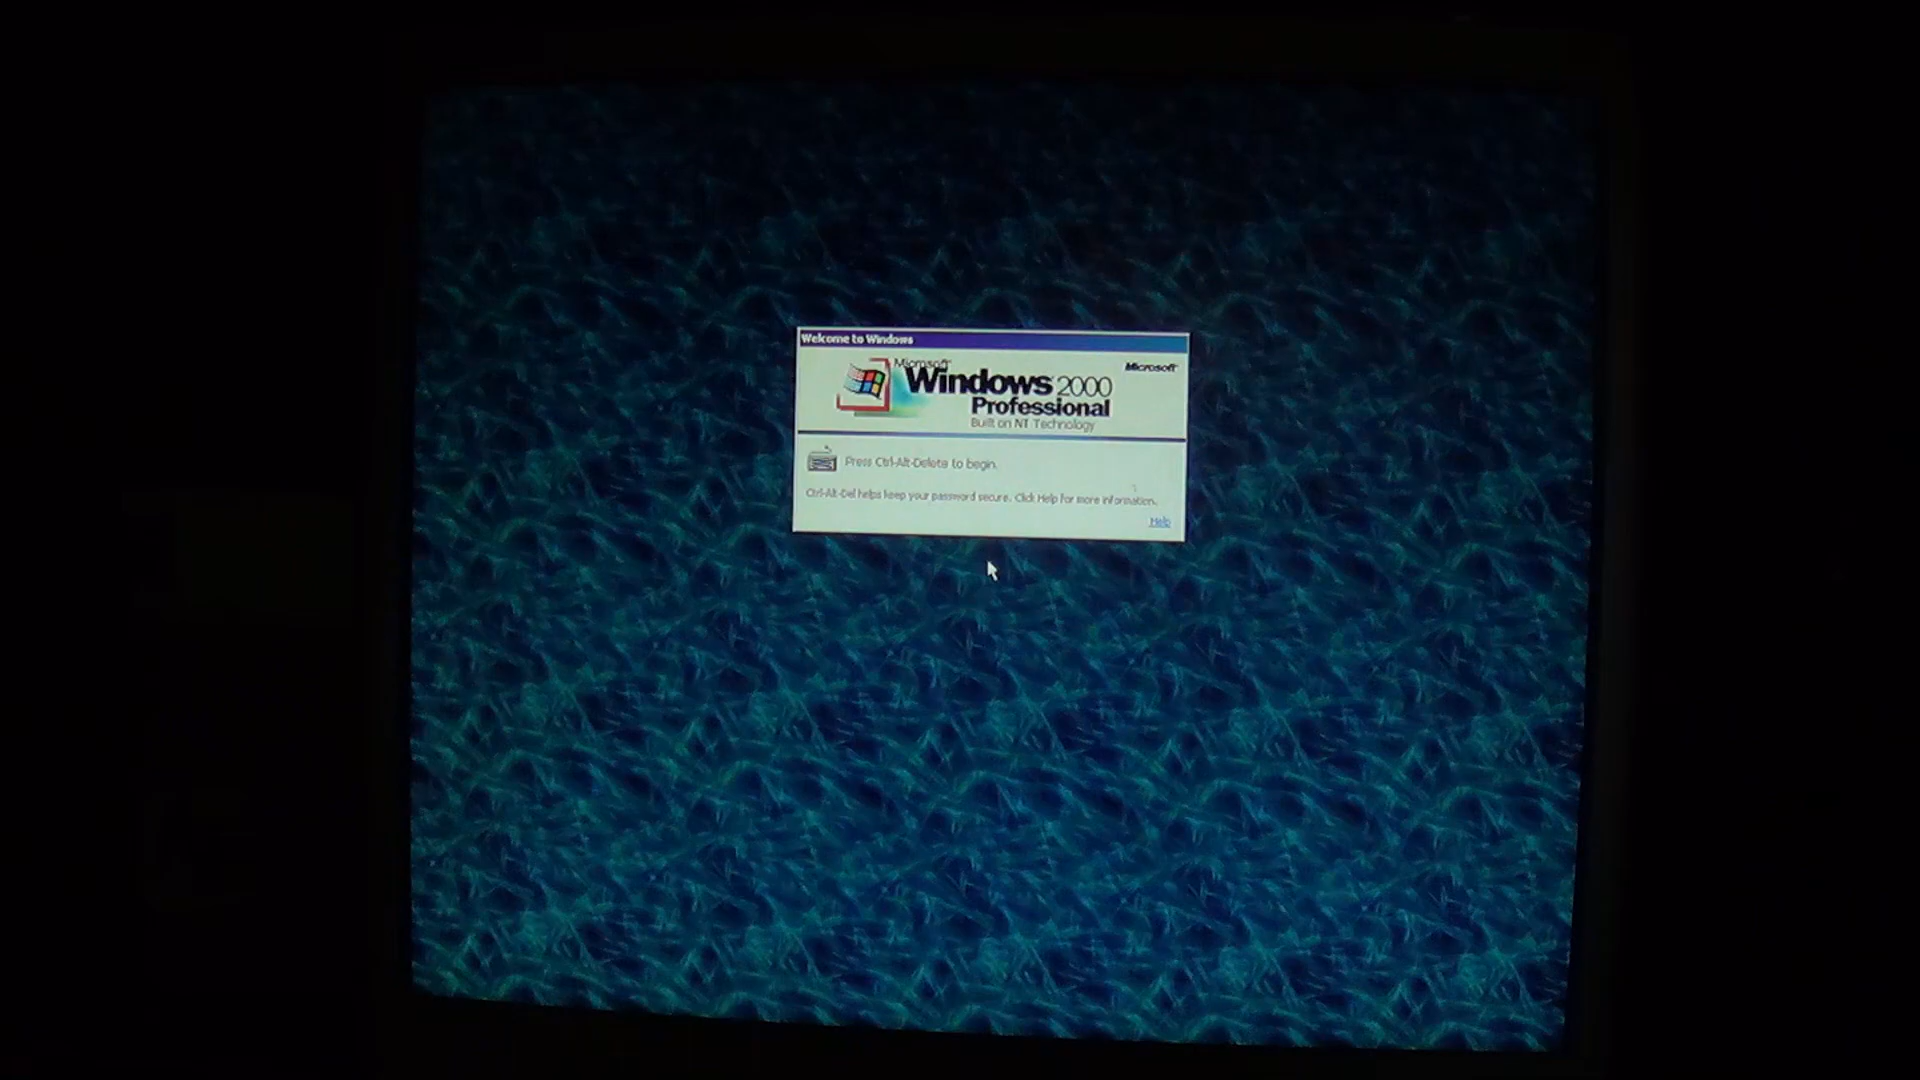 Welcome to Windows
Microsoft
Microsoft
Windows 2000
Professional
Built on NT Technology
Press Ctrl-Alt-Delete to begin.
Ctrl-Alt-Del helps keep your password secure. Click Help for more information.
Help